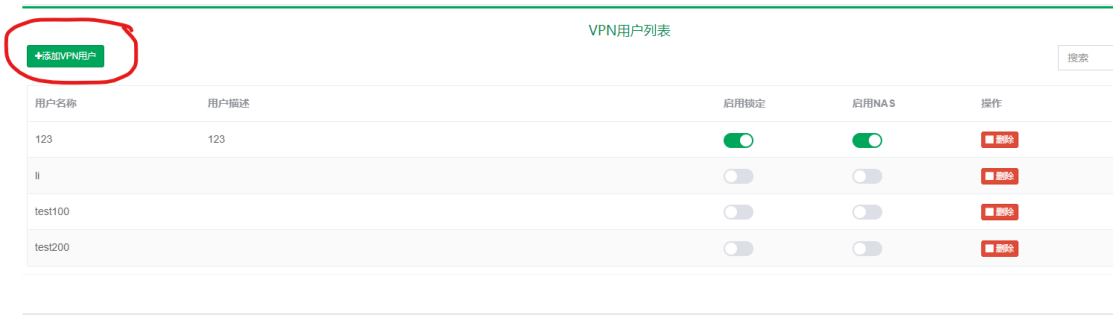 VPN用户列表
+添加VPN用户
搜索
用户名称 用户描述 启用锁定 启用NAS 操作
123 123 删除
li 删除
test100 删除
test200 删除